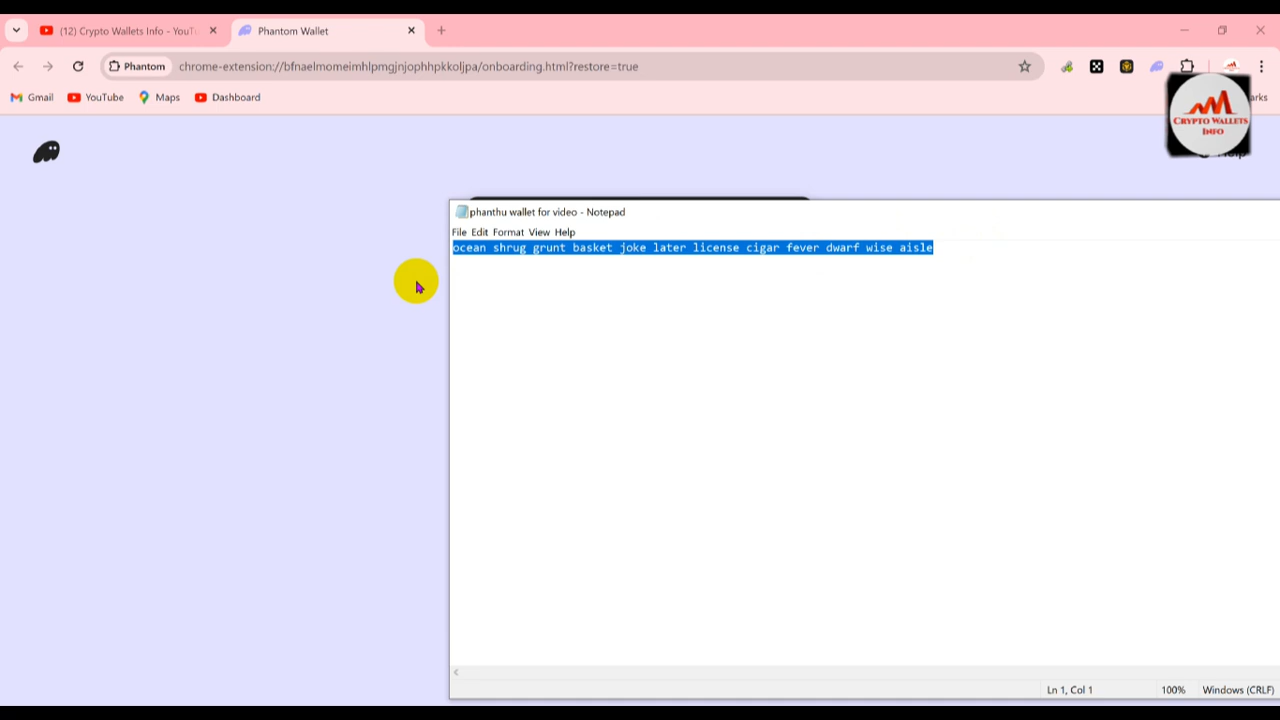 (12) Crypto Wallets Info - YouT
Phantom Wallet
Phantom
chrome-extension://bfnaelmomeimhlpmgjnjophhpkkoljpa/onboarding.html?restore=true
Gmail
YouTube
Maps
Dashboard
arks
CRYPTO WALLETS
INFO
Help
phanthu wallet for video - Notepad
File Edit Format View Help
ocean shrug grunt basket joke later license cigar fever dwarf wise aisle
Ln 1, Col 1
100%
Windows (CRLF)